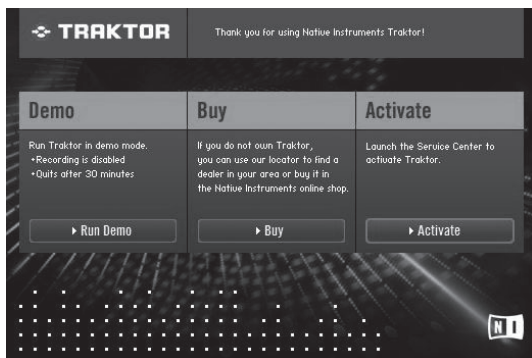 TRAKTOR
Thank you for using Native Instruments Traktor!
Demo
Run Traktor in demo mode.
•Recording is disabled
•Quits after 30 minutes
Run Demo
Buy
If you do not own Traktor,
you can use our locator to find a
dealer in your area or buy it in
the Native Instruments online shop.
Buy
Activate
Launch the Service Center to
activate Traktor.
Activate
NI